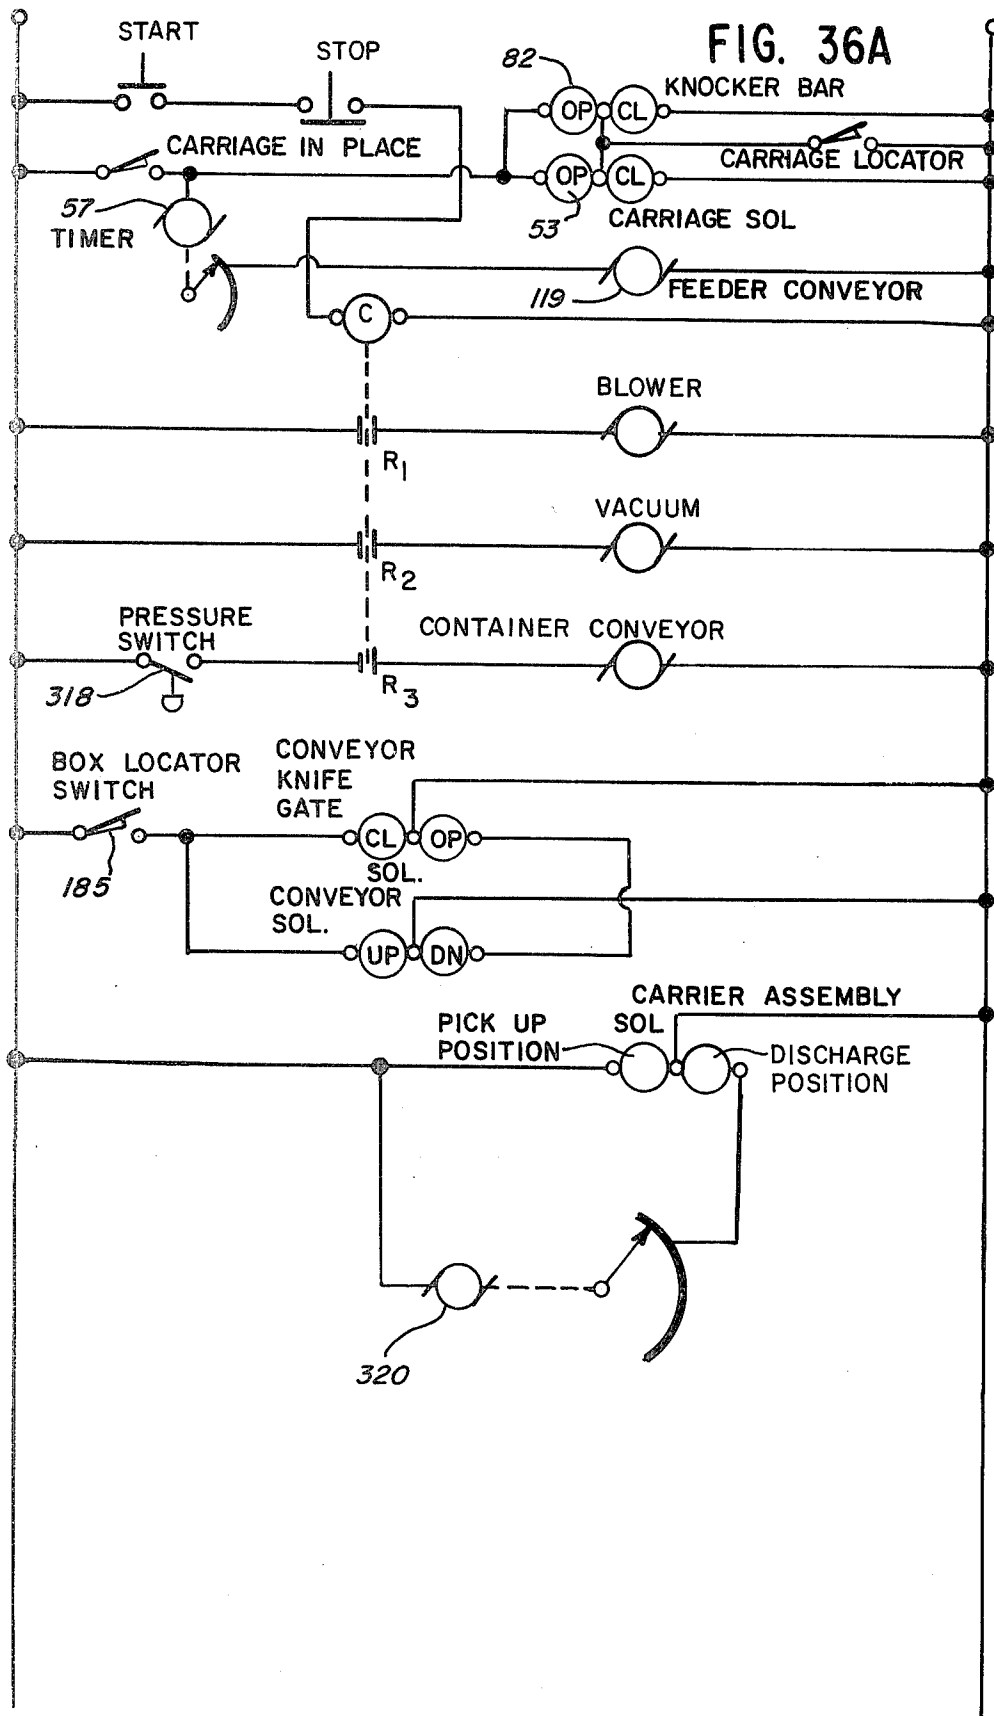 FIG. 36A
START
STOP
82
KNOCKER BAR
OP
CL
CARRIAGE IN PLACE
CARRIAGE LOCATOR
OP
CL
57
TIMER
53
CARRIAGE SOL
119
FEEDER CONVEYOR
C
BLOWER
R1
VACUUM
R2
PRESSURE
SWITCH
CONTAINER CONVEYOR
318
R3
BOX LOCATOR
SWITCH
CONVEYOR
KNIFE
GATE
CL
OP
SOL.
185
CONVEYOR
SOL.
UP
DN
CARRIER ASSEMBLY
SOL
PICK UP
POSITION
DISCHARGE
POSITION
320